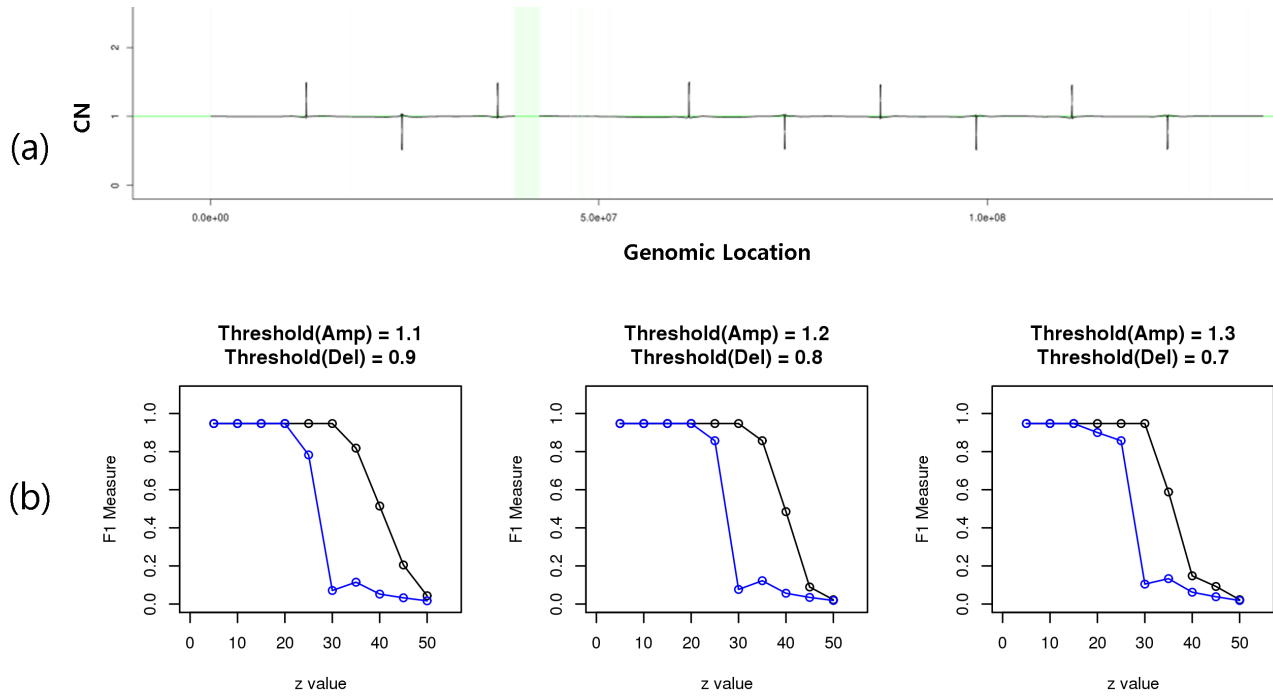 (a)
CN
2
1
0
0.0e+00 5.0e+07 1.0e+08
Genomic Location
(b)
Threshold(Amp) = 1.1
Threshold(Del) = 0.9
F1 Measure
1.0
0.8
0.6
0.4
0.2
0.0
0 10 20 30 40 50
z value
Threshold(Amp) = 1.2
Threshold(Del) = 0.8
F1 Measure
1.0
0.8
0.6
0.4
0.2
0.0
0 10 20 30 40 50
z value
Threshold(Amp) = 1.3
Threshold(Del) = 0.7
F1 Measure
1.0
0.8
0.6
0.4
0.2
0.0
0 10 20 30 40 50
z value